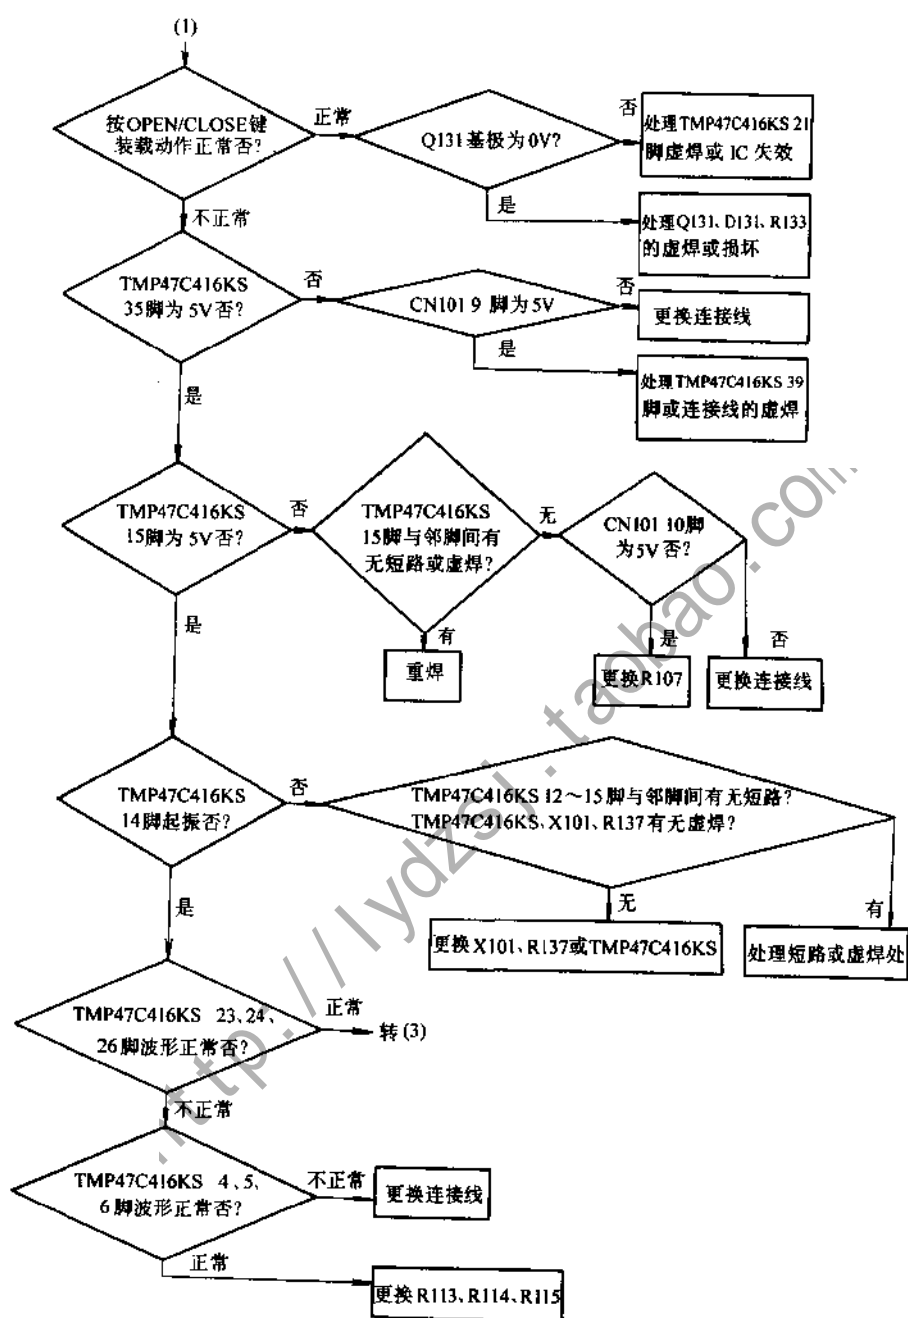 (1)
按OPEN/CLOSE键
装载动作正常否?
正常
Q131基极为0V?
否
处理TMP47C416KS 21
脚虚焊或 IC 失效
是
处理Q131、D131、R133
的虚焊或损坏
不正常
TMP47C416KS
35脚为5V否?
否
CN101 9 脚为5V
否
更换连接线
是
处理TMP47C416KS 39
脚或连接线的虚焊
是
TMP47C416KS
15脚为5V否?
否
TMP47C416KS
15脚与邻脚间有
无短路或虚焊?
无
CN101 10脚
为5V否?
有
重焊
是
更换R107
否
更换连接线
是
TMP47C416KS
14脚起振否?
否
TMP47C416KS 12～15脚与邻脚间有无短路?
TMP47C416KS、X101、R137有无虚焊?
无
更换X101、R137或TMP47C416KS
有
处理短路或虚焊处
是
TMP47C416KS 23、24、
26脚波形正常否?
正常
转(3)
不正常
TMP47C416KS 4、5、
6脚波形正常否?
不正常
更换连接线
正常
更换R113、R114、R115
http://lydzsj.taobao.com